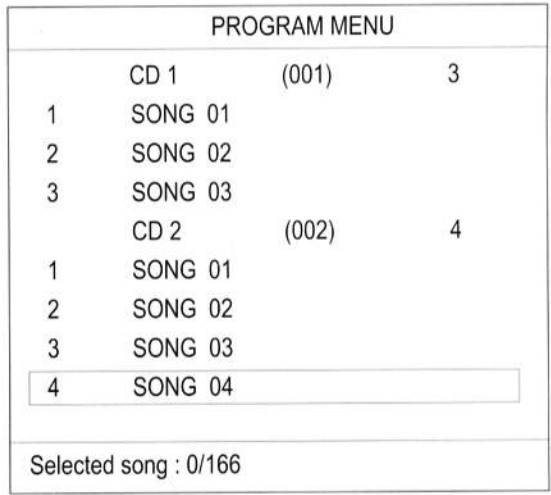 PROGRAM MENU
CD 1 (001) 3
1 SONG 01
2 SONG 02
3 SONG 03
CD 2 (002) 4
1 SONG 01
2 SONG 02
3 SONG 03
4 SONG 04
Selected song : 0/166